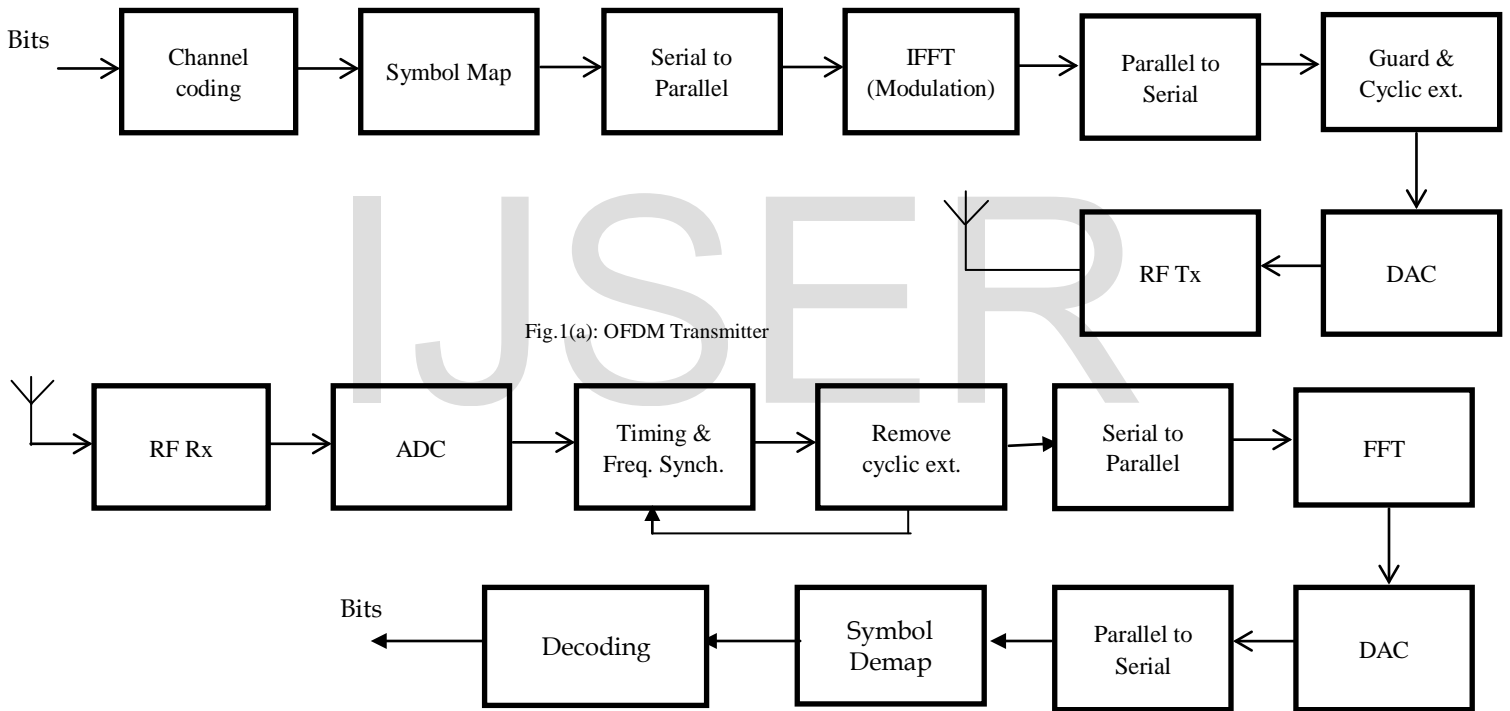 Bits
Channel
coding
Symbol Map
Serial to
Parallel
IFFT
(Modulation)
Parallel to
Serial
Guard &
Cyclic ext.
RF Tx
DAC
IJSER
Fig.1(a): OFDM Transmitter
RF Rx
ADC
Timing &
Freq. Synch.
Remove
cyclic ext.
Serial to
Parallel
FFT
Bits
Decoding
Symbol
Demap
Parallel to
Serial
DAC